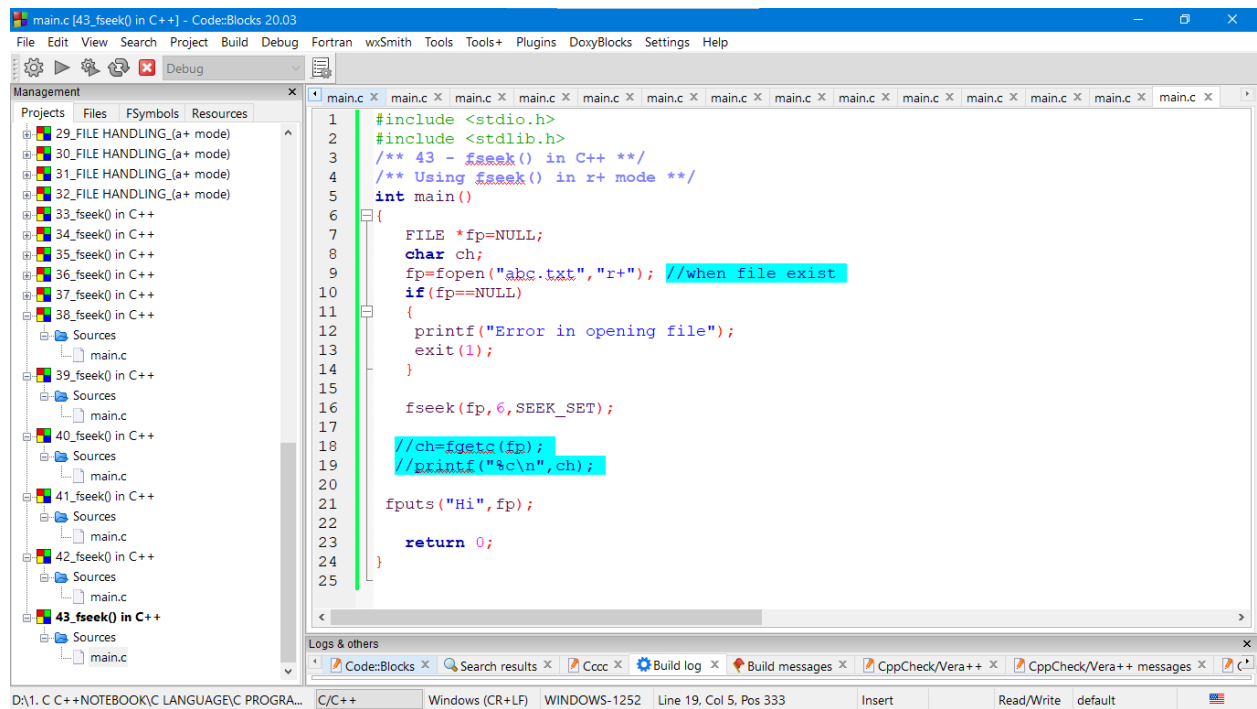 main.c [43_fseek() in C++] - Code::Blocks 20.03
File Edit View Search Project Build Debug Fortran wxSmith Tools Tools+ Plugins DoxyBlocks Settings Help
Debug
Management
Projects Files FSymbols Resources
29_FILE HANDLING_(a+ mode)
30_FILE HANDLING_(a+ mode)
31_FILE HANDLING_(a+ mode)
32_FILE HANDLING_(a+ mode)
33_fseek() in C++
34_fseek() in C++
35_fseek() in C++
36_fseek() in C++
37_fseek() in C++
38_fseek() in C++
Sources
main.c
39_fseek() in C++
Sources
main.c
40_fseek() in C++
Sources
main.c
41_fseek() in C++
Sources
main.c
42_fseek() in C++
Sources
main.c
43_fseek() in C++
Sources
main.c
main.c main.c main.c main.c main.c main.c main.c main.c main.c main.c main.c main.c main.c main.c
1 #include <stdio.h>
2 #include <stdlib.h>
3 /** 43 - fseek() in C++ **/
4 /** Using fseek() in r+ mode **/
5 int main()
6 {
7 FILE *fp=NULL;
8 char ch;
9 fp=fopen("abc.txt","r+"); //when file exist
10 if(fp==NULL)
11 {
12 printf("Error in opening file");
13 exit(1);
14 }
15
16 fseek(fp,6,SEEK_SET);
17
18 //ch=fgetc(fp);
19 //printf("%c\n",ch);
20
21 fputs("Hi",fp);
22
23 return 0;
24 }
25
Logs & others
Code::Blocks Search results Cccc Build log Build messages CppCheck/Vera++ CppCheck/Vera++ messages
D:\1. C C++NOTEBOOK\C LANGUAGE\C PROGRA... C/C++ Windows (CR+LF) WINDOWS-1252 Line 19, Col 5, Pos 333 Insert Read/Write default